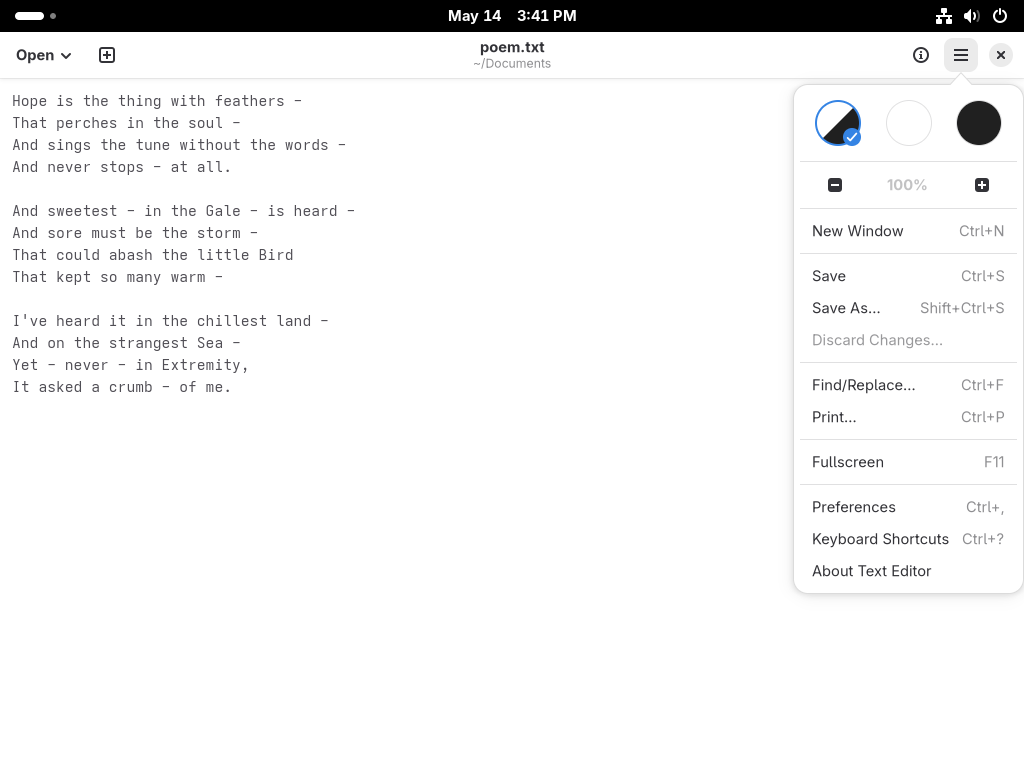 May 14 3:41 PM
Open
poem.txt
~/Documents
Hope is the thing with feathers –
That perches in the soul –
And sings the tune without the words –
And never stops – at all.
And sweetest – in the Gale – is heard –
And sore must be the storm –
That could abash the little Bird
That kept so many warm –
I've heard it in the chillest land –
And on the strangest Sea –
Yet – never – in Extremity,
It asked a crumb – of me.
100%
New Window Ctrl+N
Save Ctrl+S
Save As... Shift+Ctrl+S
Discard Changes...
Find/Replace... Ctrl+F
Print... Ctrl+P
Fullscreen F11
Preferences Ctrl+,
Keyboard Shortcuts Ctrl+?
About Text Editor